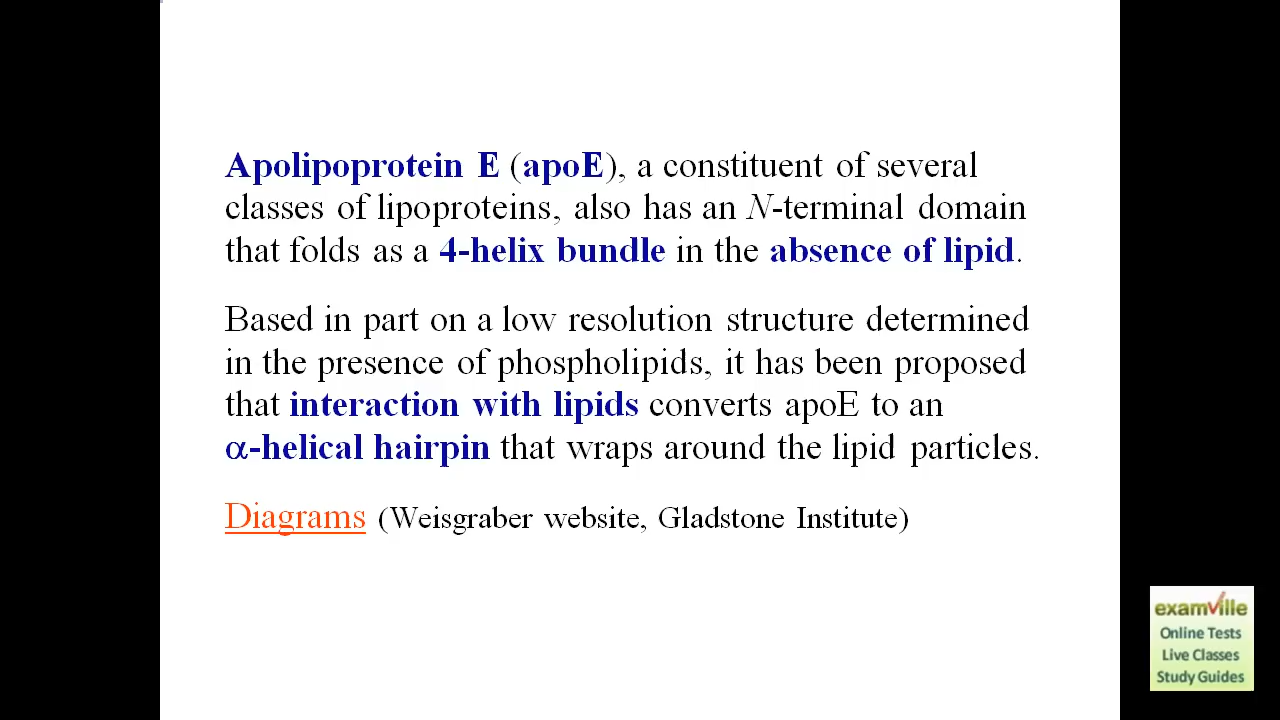 Apolipoprotein E (apoE), a constituent of several
classes of lipoproteins, also has an N-terminal domain
that folds as a 4-helix bundle in the absence of lipid.
Based in part on a low resolution structure determined
in the presence of phospholipids, it has been proposed
that interaction with lipids converts apoE to an
α-helical hairpin that wraps around the lipid particles.
Diagrams (Weisgraber website, Gladstone Institute)
examville
Online Tests
Live Classes
Study Guides